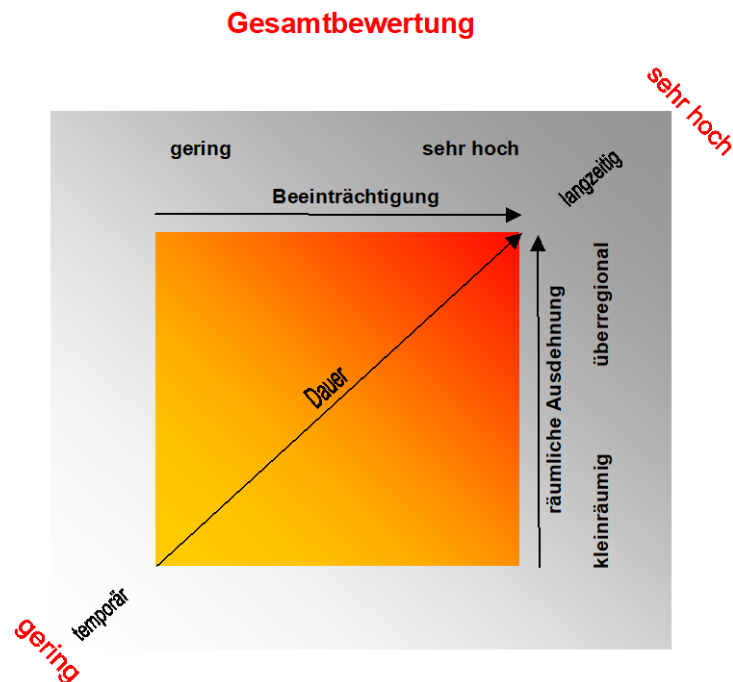 Gesamtbewertung
sehr hoch
gering
sehr hoch
langzeitig
Beeinträchtigung
überregional
räumliche Ausdehnung
Dauer
kleinräumig
temporär
gering